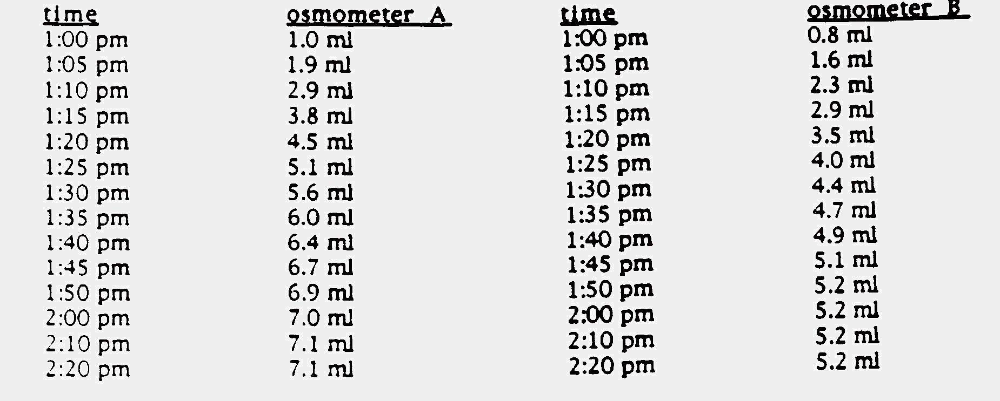 time osmometer A time osmometer B
1:00 pm 1.0 ml 1:00 pm 0.8 ml
1:05 pm 1.9 ml 1:05 pm 1.6 ml
1:10 pm 2.9 ml 1:10 pm 2.3 ml
1:15 pm 3.8 ml 1:15 pm 2.9 ml
1:20 pm 4.5 ml 1:20 pm 3.5 ml
1:25 pm 5.1 ml 1:25 pm 4.0 ml
1:30 pm 5.6 ml 1:30 pm 4.4 ml
1:35 pm 6.0 ml 1:35 pm 4.7 ml
1:40 pm 6.4 ml 1:40 pm 4.9 ml
1:45 pm 6.7 ml 1:45 pm 5.1 ml
1:50 pm 6.9 ml 1:50 pm 5.2 ml
2:00 pm 7.0 ml 2:00 pm 5.2 ml
2:10 pm 7.1 ml 2:10 pm 5.2 ml
2:20 pm 7.1 ml 2:20 pm 5.2 ml